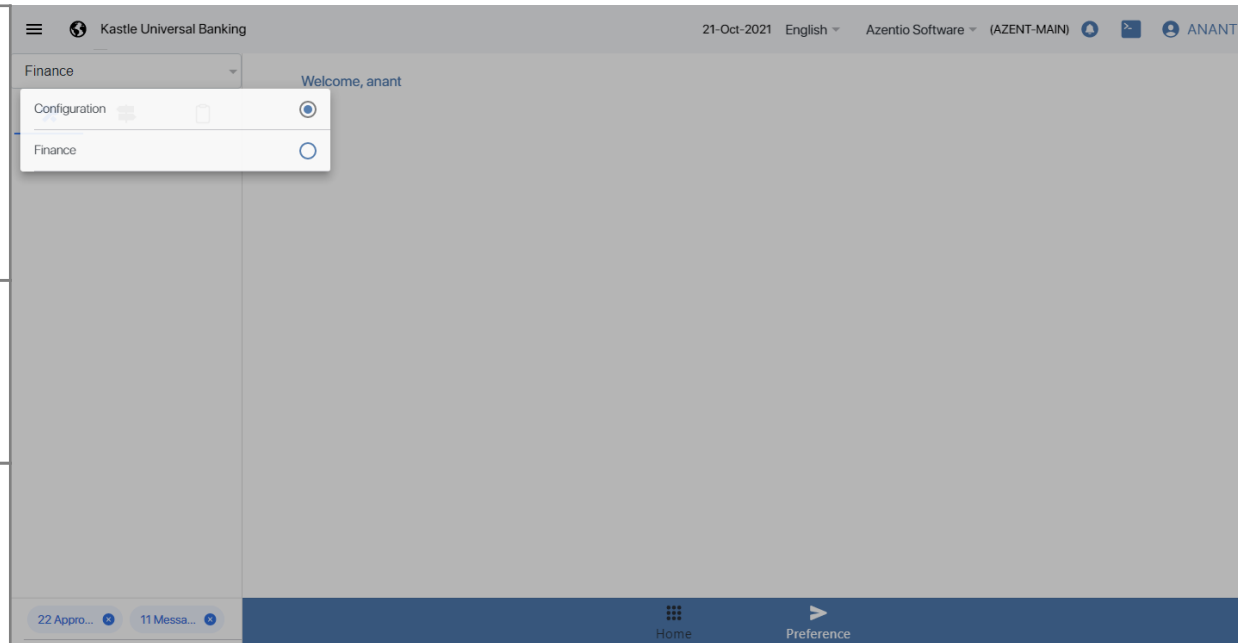 Kastle Universal Banking 21-Oct-2021 English Azentio Software (AZENT-MAIN) ANANT
Finance
Welcome, anant
Configuration
Finance
22 Appro... 11 Messa...
Home Preference